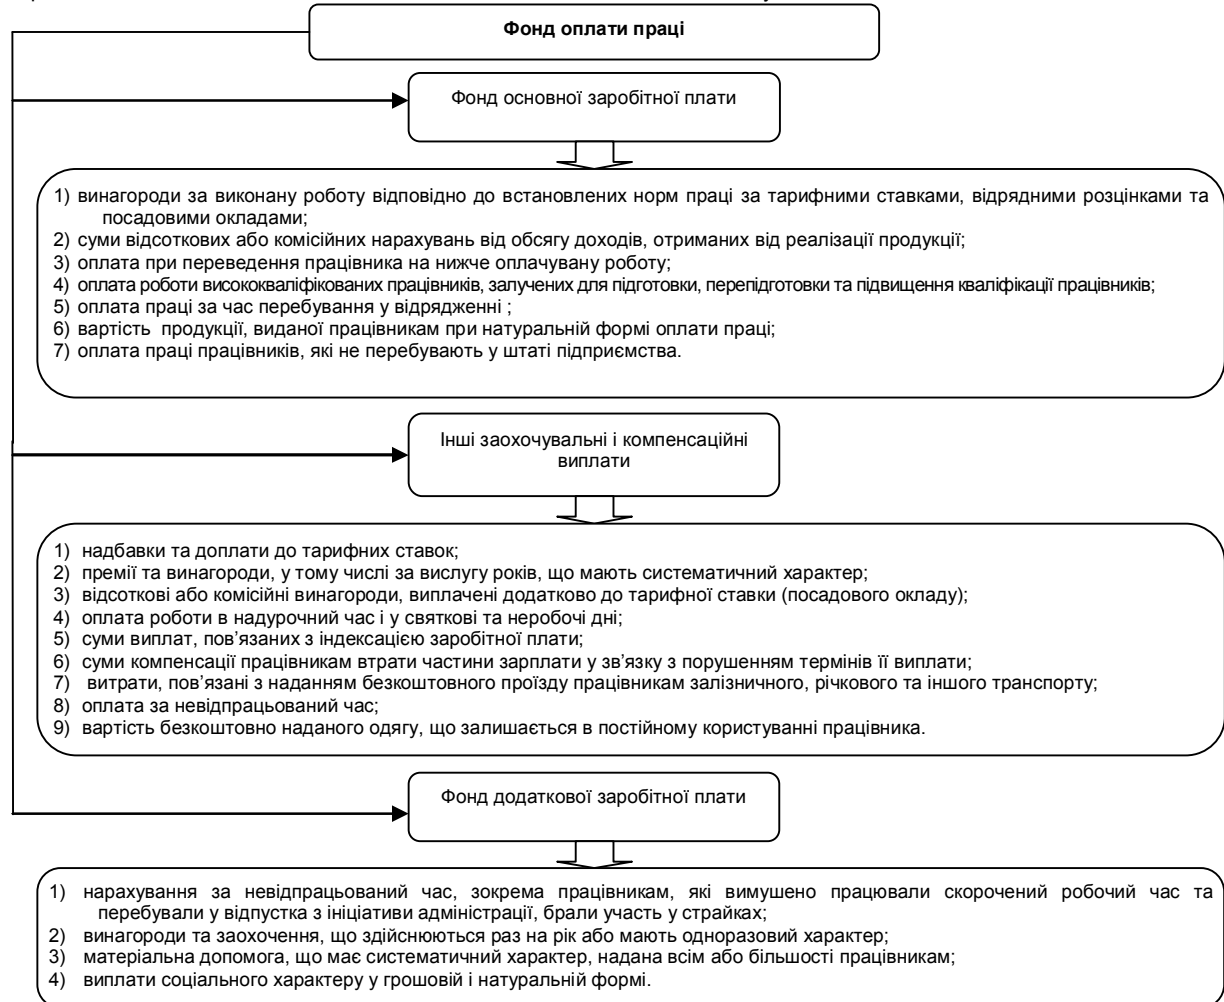 Фонд оплати праці
Фонд основної заробітної плати
1) винагороди за виконану роботу відповідно до встановлених норм праці за тарифними ставками, відрядними розцінками та
посадовими окладами;
2) суми відсоткових або комісійних нарахувань від обсягу доходів, отриманих від реалізації продукції;
3) оплата при переведення працівника на нижче оплачувану роботу;
4) оплата роботи висококваліфікованих працівників, залучених для підготовки, перепідготовки та підвищення кваліфікації працівників;
5) оплата праці за час перебування у відрядженні ;
6) вартість продукції, виданої працівникам при натуральній формі оплати праці;
7) оплата праці працівників, які не перебувають у штаті підприємства.
Інші заохочувальні і компенсаційні
виплати
1) надбавки та доплати до тарифних ставок;
2) премії та винагороди, у тому числі за вислугу років, що мають систематичний характер;
3) відсоткові або комісійні винагороди, виплачені додатково до тарифної ставки (посадового окладу);
4) оплата роботи в надурочний час і у святкові та неробочі дні;
5) суми виплат, пов’язаних з індексацією заробітної плати;
6) суми компенсації працівникам втрати частини зарплати у зв’язку з порушенням термінів її виплати;
7) витрати, пов’язані з наданням безкоштовного проїзду працівникам залізничного, річкового та іншого транспорту;
8) оплата за невідпрацьований час;
9) вартість безкоштовно наданого одягу, що залишається в постійному користуванні працівника.
Фонд додаткової заробітної плати
1) нарахування за невідпрацьований час, зокрема працівникам, які вимушено працювали скорочений робочий час та
перебували у відпустка з ініціативи адміністрації, брали участь у страйках;
2) винагороди та заохочення, що здійснюються раз на рік або мають одноразовий характер;
3) матеріальна допомога, що має систематичний характер, надана всім або більшості працівникам;
4) виплати соціального характеру у грошовій і натуральній формі.